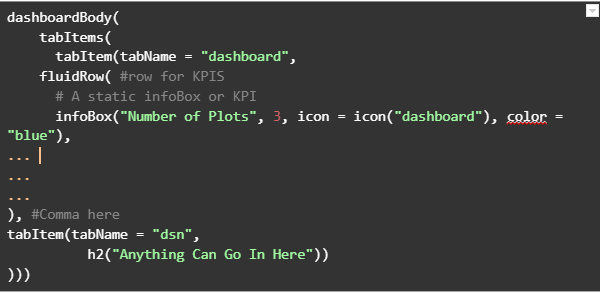 dashboardBody(
    tabItems(
      tabItem(tabName = "dashboard",
    fluidRow( #row for KPIS
      # A static infoBox or KPI
      infoBox("Number of Plots", 3, icon = icon("dashboard"), color =
"blue"),
...
...
...
), #Comma here
tabItem(tabName = "dsn",
          h2("Anything Can Go In Here"))
)))